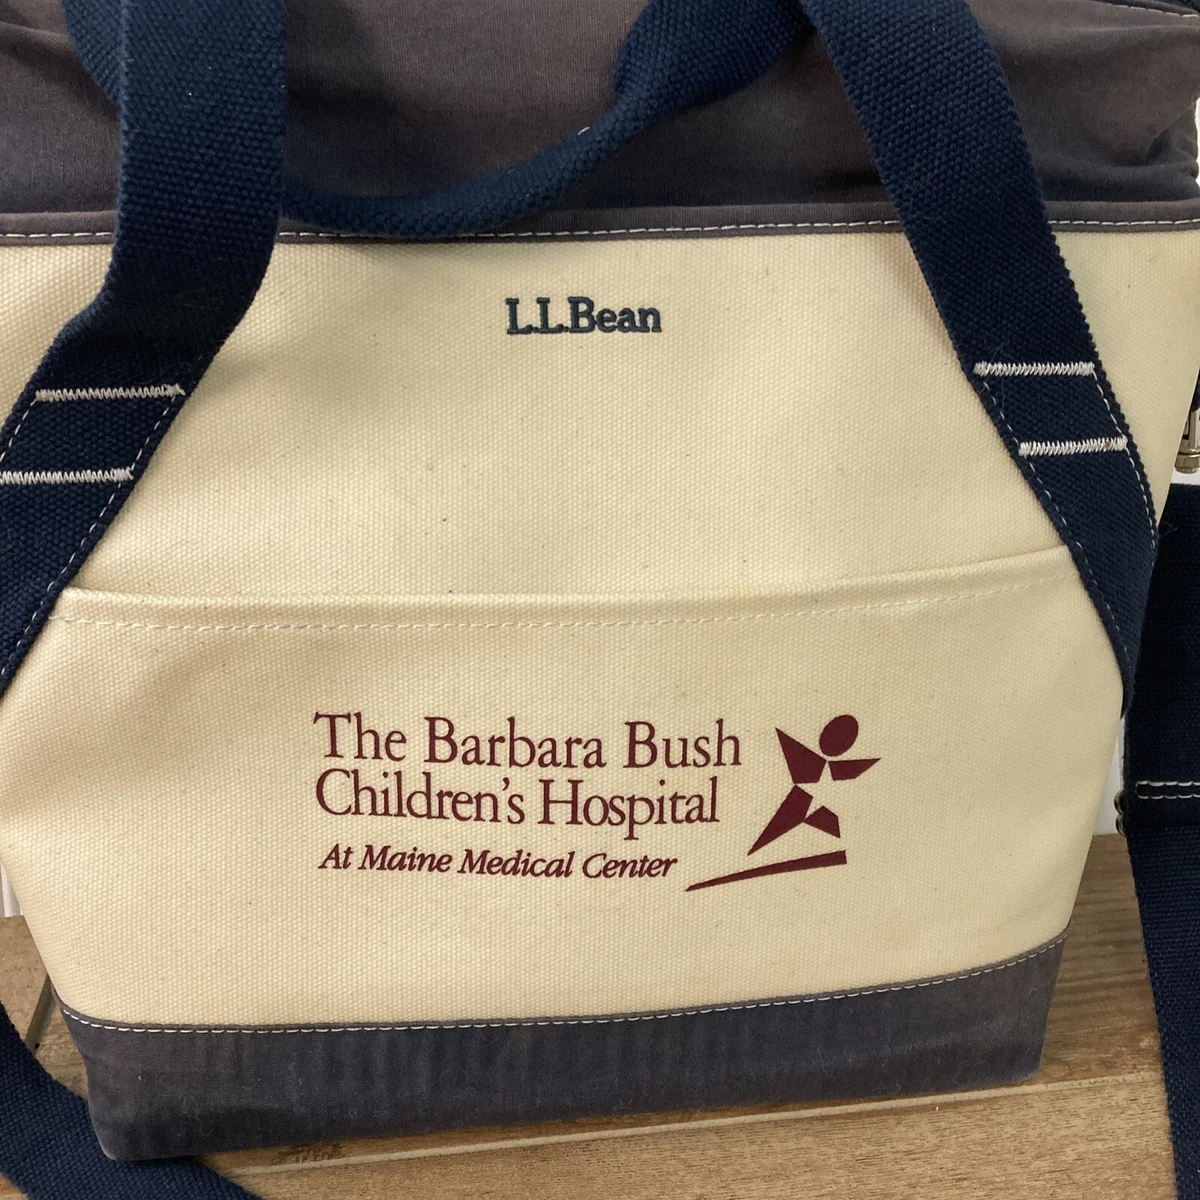 L.L.Bean
The Barbara Bush
Children's Hospital
At Maine Medical Center